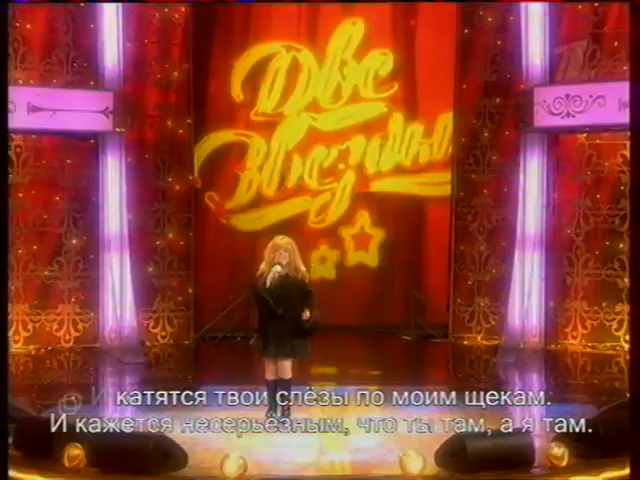 Две
Звезды
И катятся твои слёзы по моим щекам.
И кажется несерьёзным, что ты там, а я там.